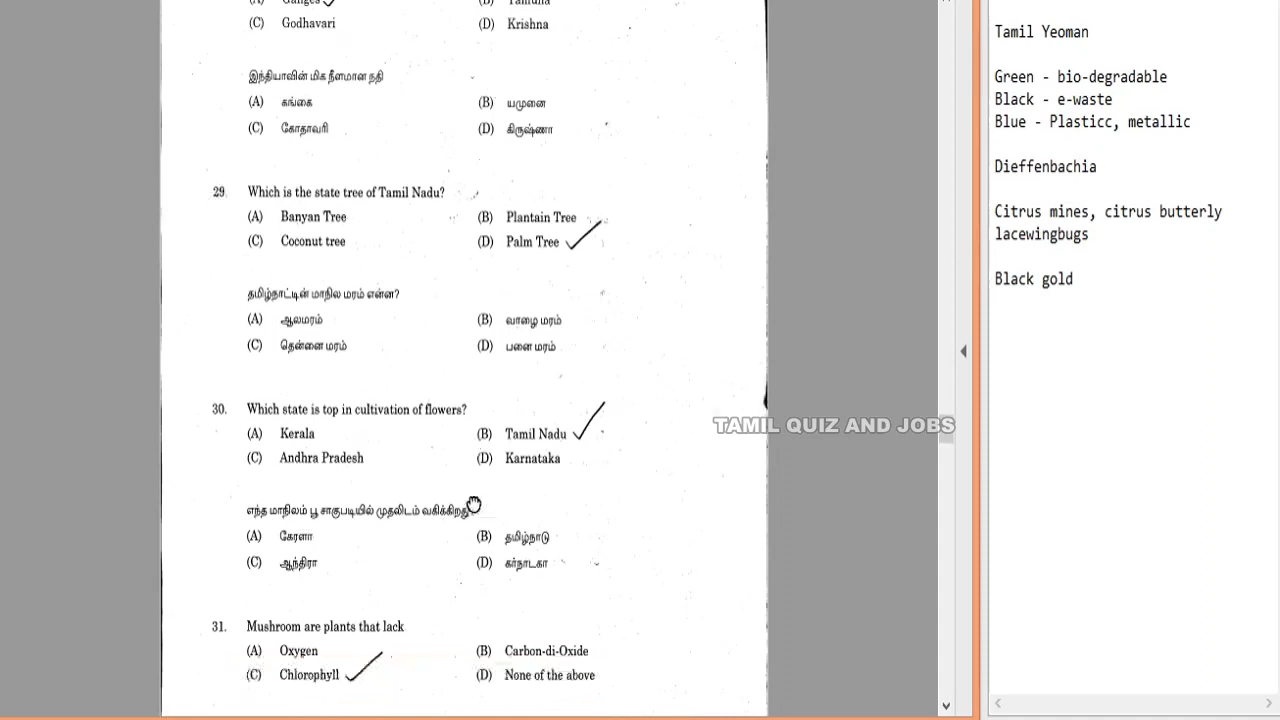 (A) Ganges
(C) Godhavari (D) Krishna
இந்தியாவின் மிக நீளமான நதி
(A) கங்கை (B) யமுனை
(C) கோதாவரி (D) கிருஷ்ணா
29. Which is the state tree of Tamil Nadu?
(A) Banyan Tree (B) Plantain Tree
(C) Coconut tree (D) Palm Tree
தமிழ்நாட்டின் மாநில மரம் என்ன?
(A) ஆலமரம் (B) வாழை மரம்
(C) தென்னை மரம் (D) பனை மரம்
30. Which state is top in cultivation of flowers?
(A) Kerala (B) Tamil Nadu
(C) Andhra Pradesh (D) Karnataka
எந்த மாநிலம் பூ சாகுபடியில் முதலிடம் வகிக்கிறது
(A) கேரளா (B) தமிழ்நாடு
(C) ஆந்திரா (D) கர்நாடகா
31. Mushroom are plants that lack
(A) Oxygen (B) Carbon-di-Oxide
(C) Chlorophyll (D) None of the above
TAMIL QUIZ AND JOBS
Tamil Yeoman
Green - bio-degradable
Black - e-waste
Blue - Plasticc, metallic
Dieffenbachia
Citrus mines, citrus butterly
lacewingbugs
Black gold